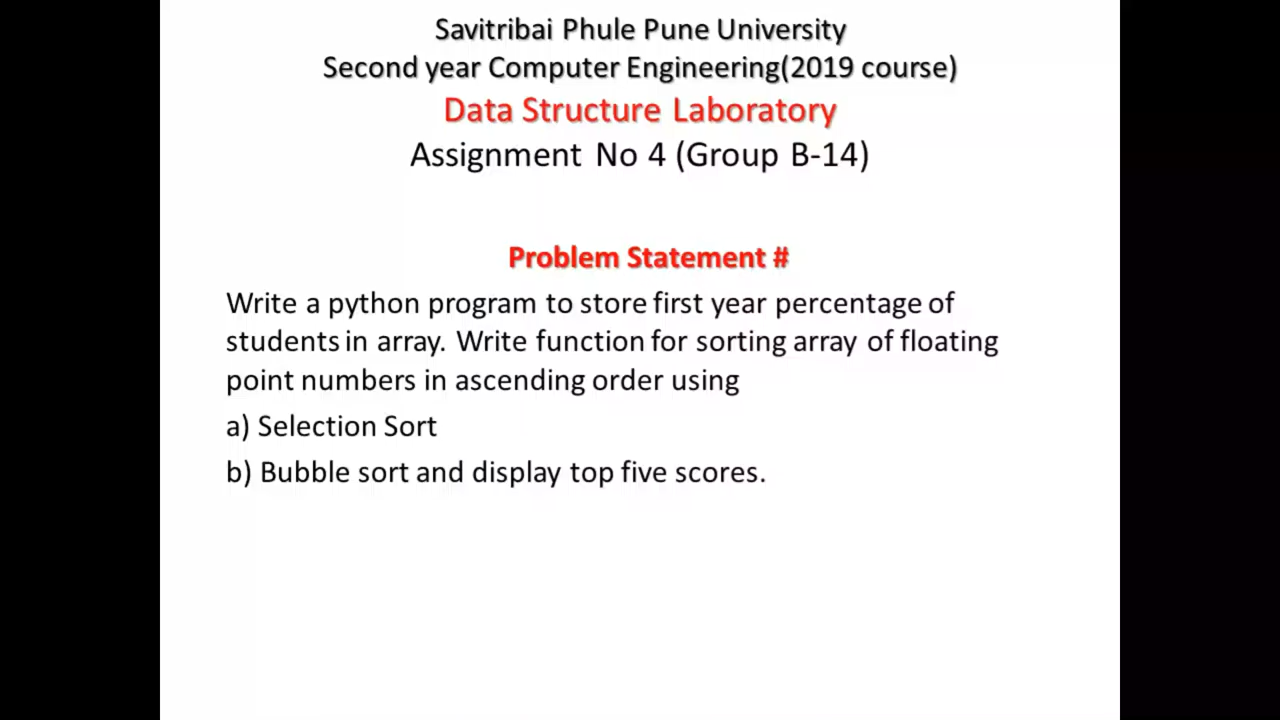 Savitribai Phule Pune University
Second year Computer Engineering(2019 course)
Data Structure Laboratory
Assignment No 4 (Group B-14)
Problem Statement #
Write a python program to store first year percentage of
students in array. Write function for sorting array of floating
point numbers in ascending order using
a) Selection Sort
b) Bubble sort and display top five scores.